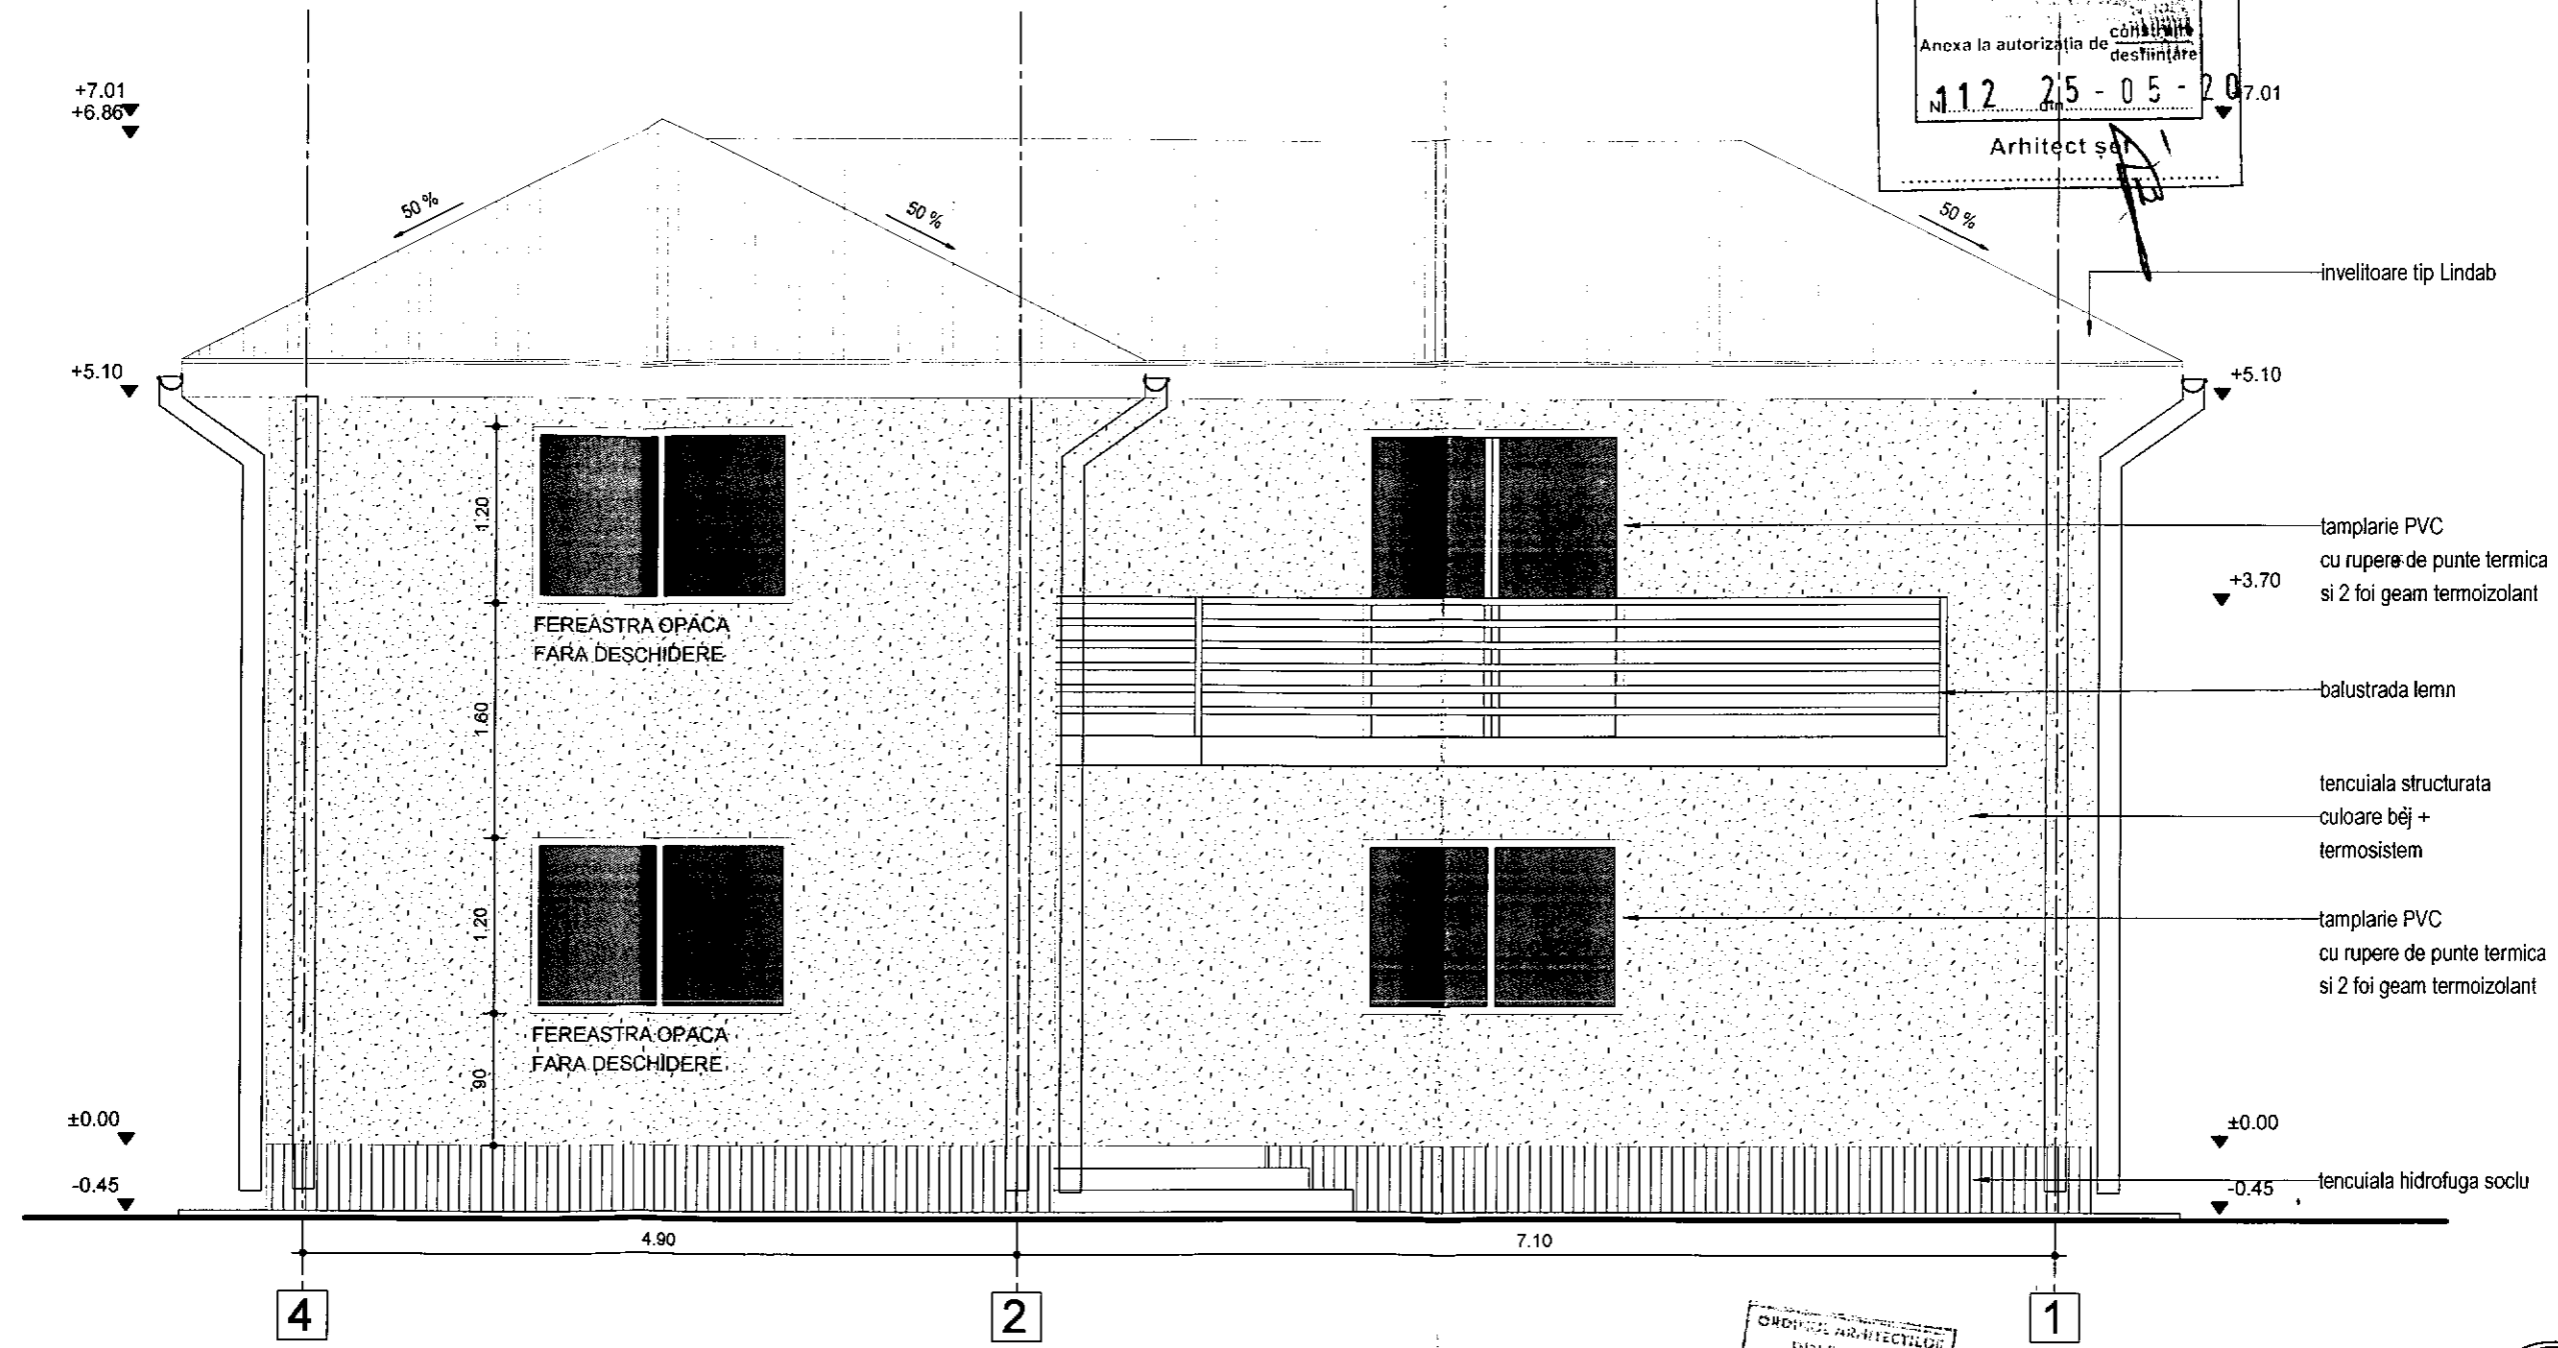 Anexa la autorizația de
construire
desființare
N 112 din 25 - 05 - 20
Arhitect șef
+7.01
+6.86
7.01
50 %
50 %
50 %
invelitoare tip Lindab
+5.10
+5.10
1.20
tamplarie PVC
cu rupere de punte termica
si 2 foi geam termoizolant
+3.70
FEREASTRA OPACA
FARA DESCHIDERE
1.60
balustrada lemn
tencuiala structurata
culoare bej +
termosistem
1.20
tamplarie PVC
cu rupere de punte termica
si 2 foi geam termoizolant
FEREASTRA OPACA
FARA DESCHIDERE
90
±0.00
±0.00
-0.45
-0.45
tencuiala hidrofuga soclu
4.90
7.10
4
2
1
ORDINUL ARHITECTILOR